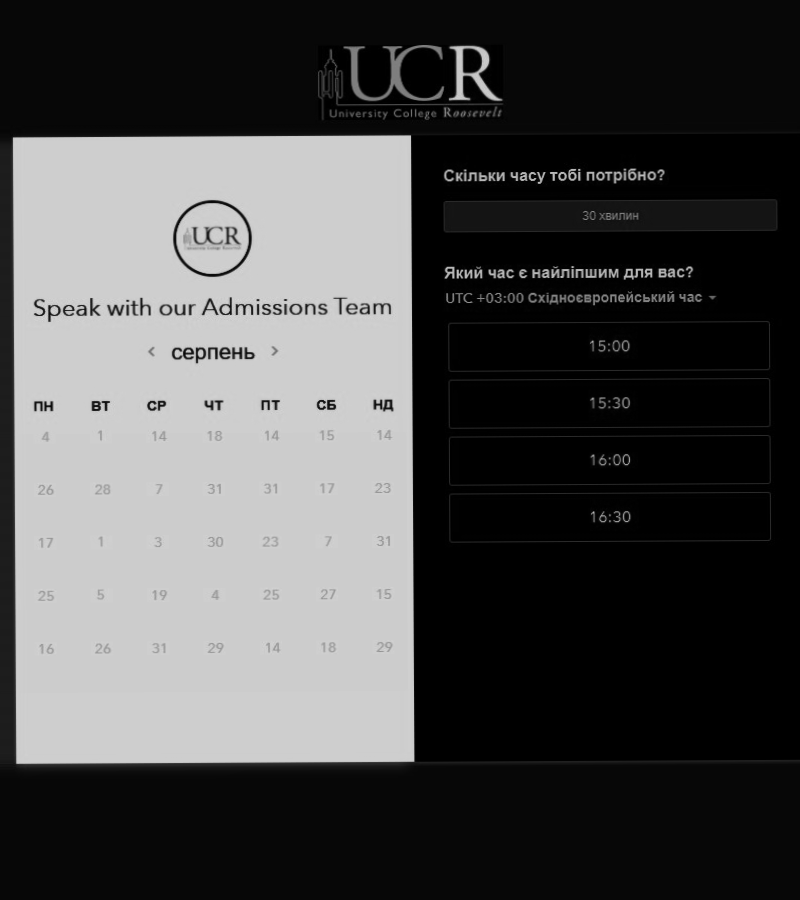 UCR
University College Roosevelt
UCR
Speak with our Admissions Team
< серпень >
ПН ВТ СР ЧТ ПТ СБ НД
4 1 14 18 14 15 14
26 28 7 31 31 17 23
17 1 3 30 23 7 31
25 5 19 4 25 27 15
16 26 31 29 14 18 29
Скільки часу тобі потрібно?
30 хвилин
Який час є найліпшим для вас?
UTC +03:00 Східноєвропейський час
15:00
15:30
16:00
16:30